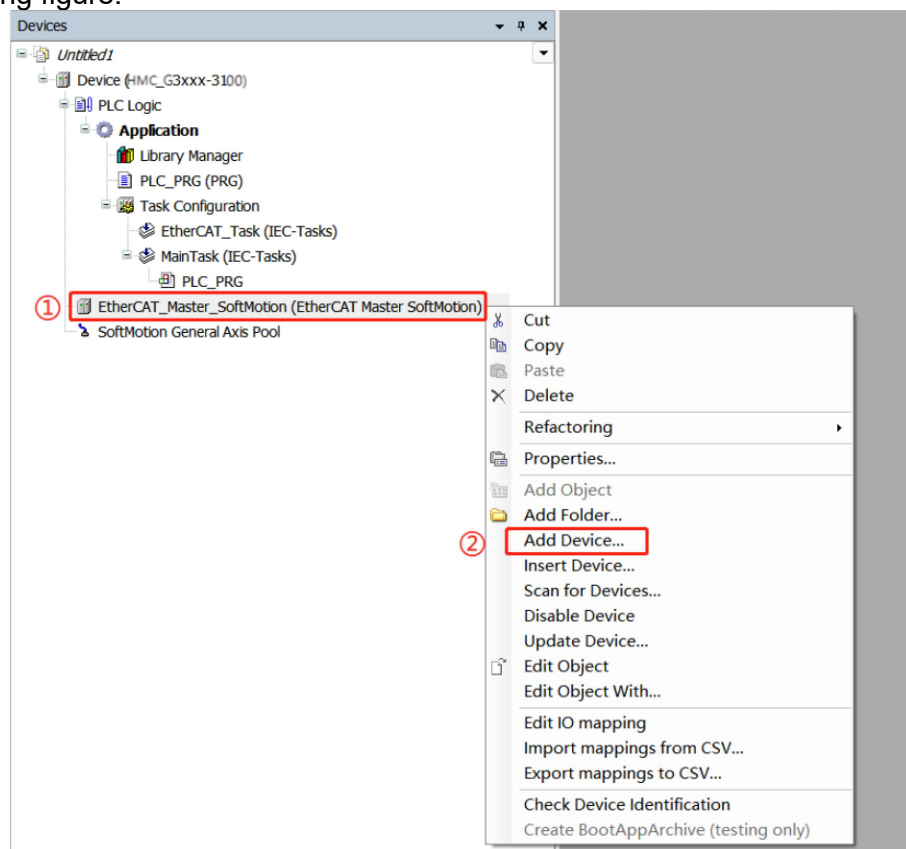 ng figure.
Devices
Untitled1
Device (HMC_G3xxx-3100)
PLC Logic
Application
Library Manager
PLC_PRG (PRG)
Task Configuration
EtherCAT_Task (IEC-Tasks)
MainTask (IEC-Tasks)
PLC_PRG
① EtherCAT_Master_SoftMotion (EtherCAT Master SoftMotion)
SoftMotion General Axis Pool
Cut
Copy
Paste
Delete
Refactoring
Properties...
Add Object
Add Folder...
② Add Device...
Insert Device...
Scan for Devices...
Disable Device
Update Device...
Edit Object
Edit Object With...
Edit IO mapping
Import mappings from CSV...
Export mappings to CSV...
Check Device Identification
Create BootAppArchive (testing only)